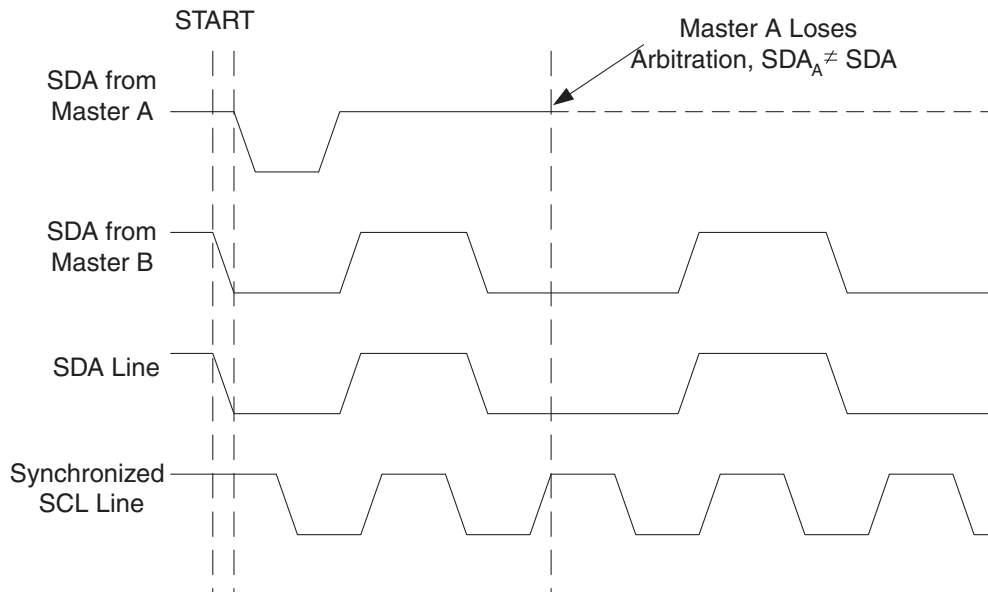 START
Master A Loses
Arbitration, SDA_A ≠ SDA
SDA from
Master A
SDA from
Master B
SDA Line
Synchronized
SCL Line